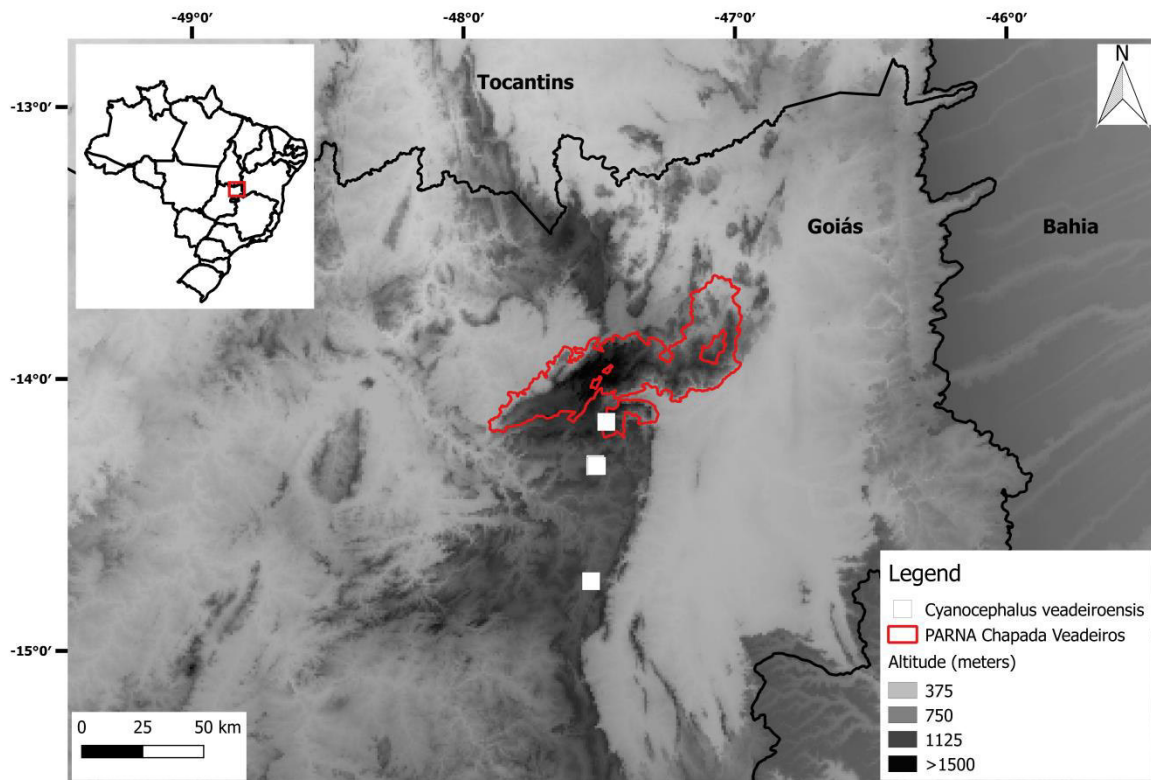 -49°0′ -48°0′ -47°0′ -46°0′
N
Tocantins
-13°0′
Goiás Bahia
-14°0′
Legend
Cyanocephalus veadeiroensis
PARNA Chapada Veadeiros
-15°0′
Altitude (meters)
375
0 25 50 km
750
1125
>1500